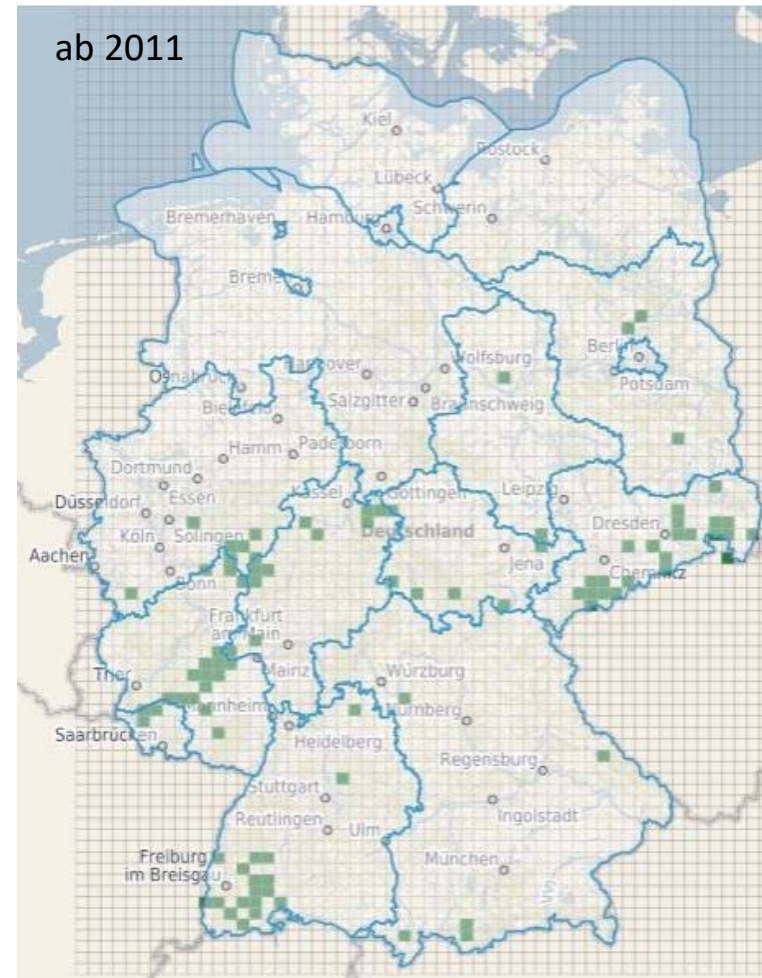 ab 2011
Kiel
Rostock
Lübeck
Bremerhaven
Hamburg
Schwerin
Breme
Berlin
Potsdam
Hannover
Wolfsburg
Osnabrück
Salzgitter
Braunschweig
Bielefeld
Hamm
Paderborn
Dortmund
Essen
Kassel
Göttingen
Leipzig
Düsseldorf
Deutschland
Dresden
Köln
Solingen
Aachen
Jena
Chemnitz
Bonn
Frankfurt
am Main
Trier
Mainz
Würzburg
Mannheim
Nürnberg
Saarbrücken
Heidelberg
Regensburg
Stuttgart
Ingolstadt
Reutlingen
Ulm
Freiburg
im Breisgau
München